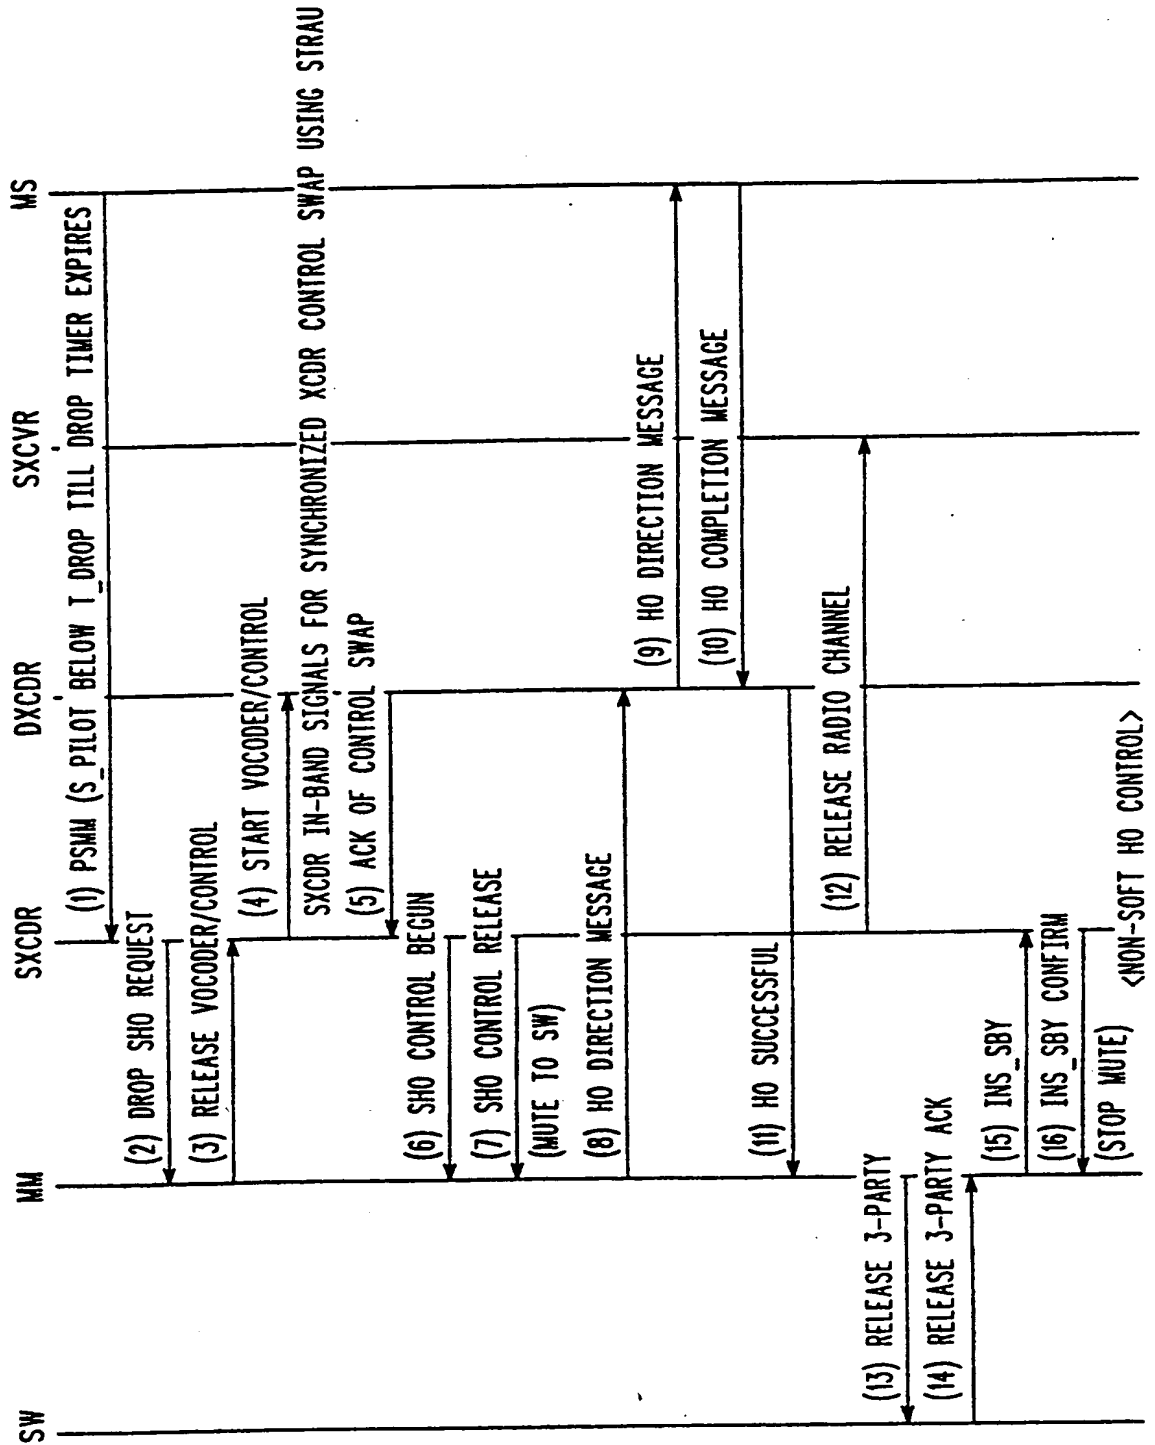 SW
MM
SXCDR
DXCDR
SXCVR
MS
(1) PSMM (S_PILOT BELOW T_DROP TILL DROP TIMER EXPIRES
(2) DROP SHO REQUEST
(3) RELEASE VOCODER/CONTROL
(4) START VOCODER/CONTROL
SXCDR IN-BAND SIGNALS FOR SYNCHRONIZED XCDR CONTROL SWAP USING STRAU
(5) ACK OF CONTROL SWAP
(6) SHO CONTROL BEGUN
(7) SHO CONTROL RELEASE
(MUTE TO SW)
(8) HO DIRECTION MESSAGE
(9) HO DIRECTION MESSAGE
(10) HO COMPLETION MESSAGE
(11) HO SUCCESSFUL
(12) RELEASE RADIO CHANNEL
(13) RELEASE 3-PARTY
(14) RELEASE 3-PARTY ACK
(15) INS_SBY
(16) INS_SBY CONFIRM
(STOP MUTE)
<NON-SOFT HO CONTROL>